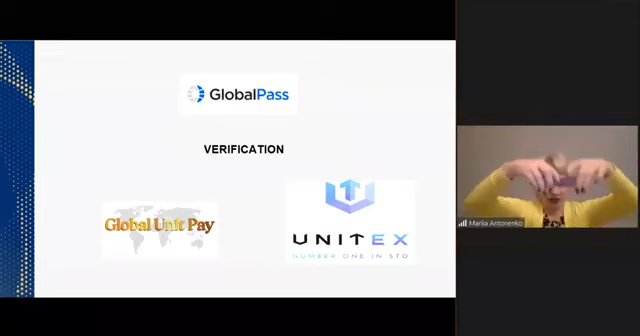 GlobalPass
VERIFICATION
Global Unit Pay
UNITEX
NUMBER ONE IN STO
Mariia Antonenko